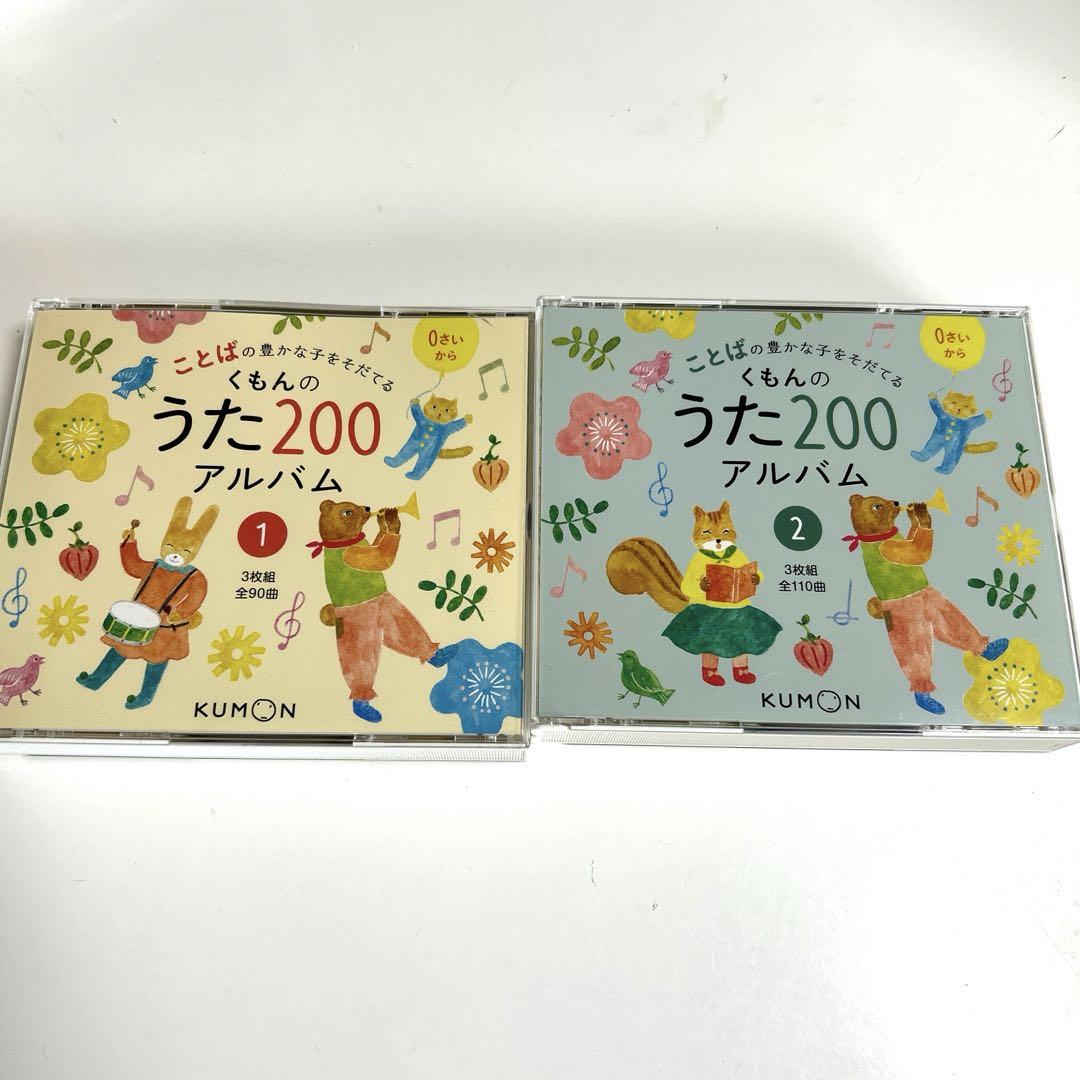 0さい
から
ことばの豊かな子をそだてる
くもんの
うた200
アルバム
1
3枚組
全90曲
KUMON
0さい
から
ことばの豊かな子をそだてる
くもんの
うた200
アルバム
2
3枚組
全110曲
KUMON